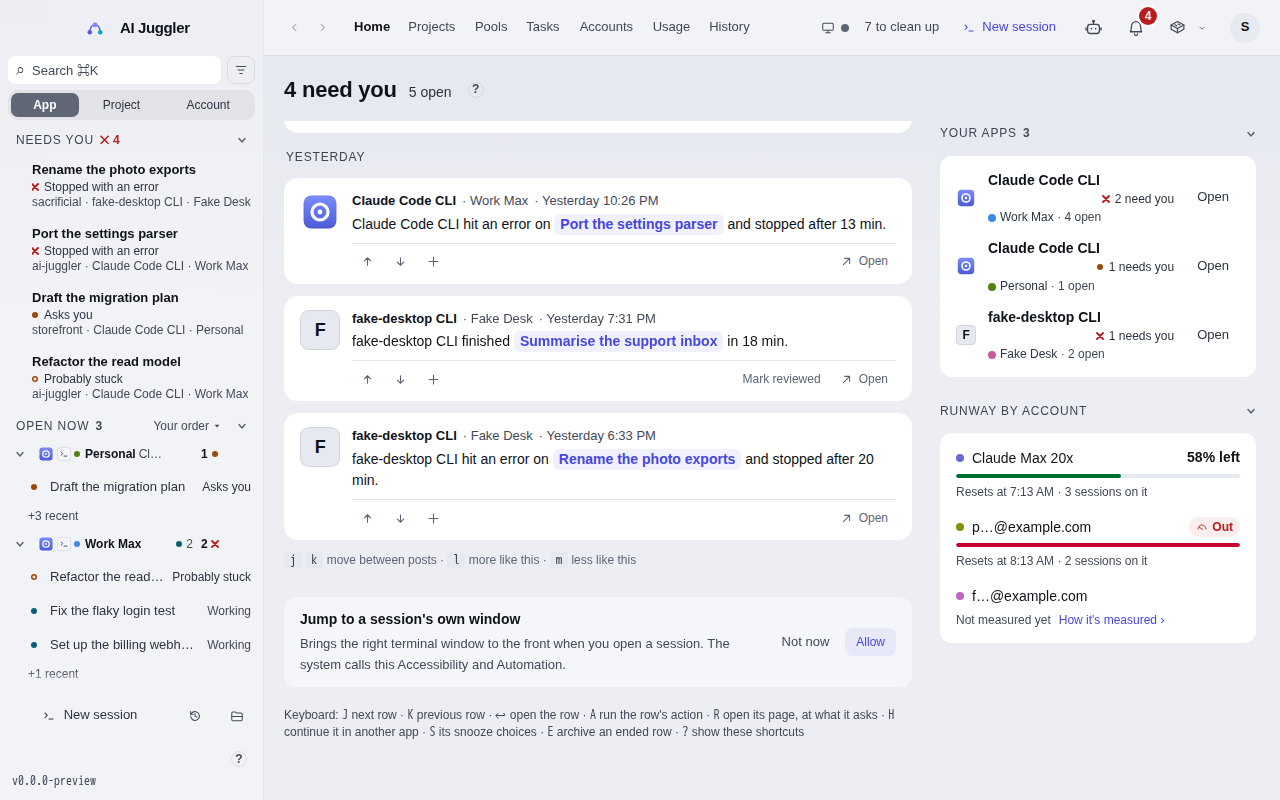 AI Juggler
Search ⌘K
App Project Account
NEEDS YOU 4
Rename the photo exports
Stopped with an error
sacrificial · fake-desktop CLI · Fake Desk
Port the settings parser
Stopped with an error
ai-juggler · Claude Code CLI · Work Max
Draft the migration plan
Asks you
storefront · Claude Code CLI · Personal
Refactor the read model
Probably stuck
ai-juggler · Claude Code CLI · Work Max
OPEN NOW 3 Your order
Personal Cl… 1
Draft the migration plan Asks you
+3 recent
Work Max 2 2
Refactor the read… Probably stuck
Fix the flaky login test Working
Set up the billing webh… Working
+1 recent
New session
?
v0.0.0-preview
Home Projects Pools Tasks Accounts Usage History
7 to clean up
New session
4
S
4 need you 5 open ?
YESTERDAY
Claude Code CLI · Work Max · Yesterday 10:26 PM
Claude Code CLI hit an error on Port the settings parser and stopped after 13 min.
Open
F
fake-desktop CLI · Fake Desk · Yesterday 7:31 PM
fake-desktop CLI finished Summarise the support inbox in 18 min.
Mark reviewed Open
F
fake-desktop CLI · Fake Desk · Yesterday 6:33 PM
fake-desktop CLI hit an error on Rename the photo exports and stopped after 20
min.
Open
j k move between posts · l more like this · m less like this
Jump to a session's own window
Brings the right terminal window to the front when you open a session. The
system calls this Accessibility and Automation.
Not now Allow
Keyboard: J next row · K previous row · ↩ open the row · A run the row's action · R open its page, at what it asks · H
continue it in another app · S its snooze choices · E archive an ended row · ? show these shortcuts
YOUR APPS 3
Claude Code CLI
2 need you
Work Max · 4 open
Open
Claude Code CLI
1 needs you
Personal · 1 open
Open
F
fake-desktop CLI
1 needs you
Fake Desk · 2 open
Open
RUNWAY BY ACCOUNT
Claude Max 20x 58% left
Resets at 7:13 AM · 3 sessions on it
p…@example.com Out
Resets at 8:13 AM · 2 sessions on it
f…@example.com
Not measured yet How it's measured ›